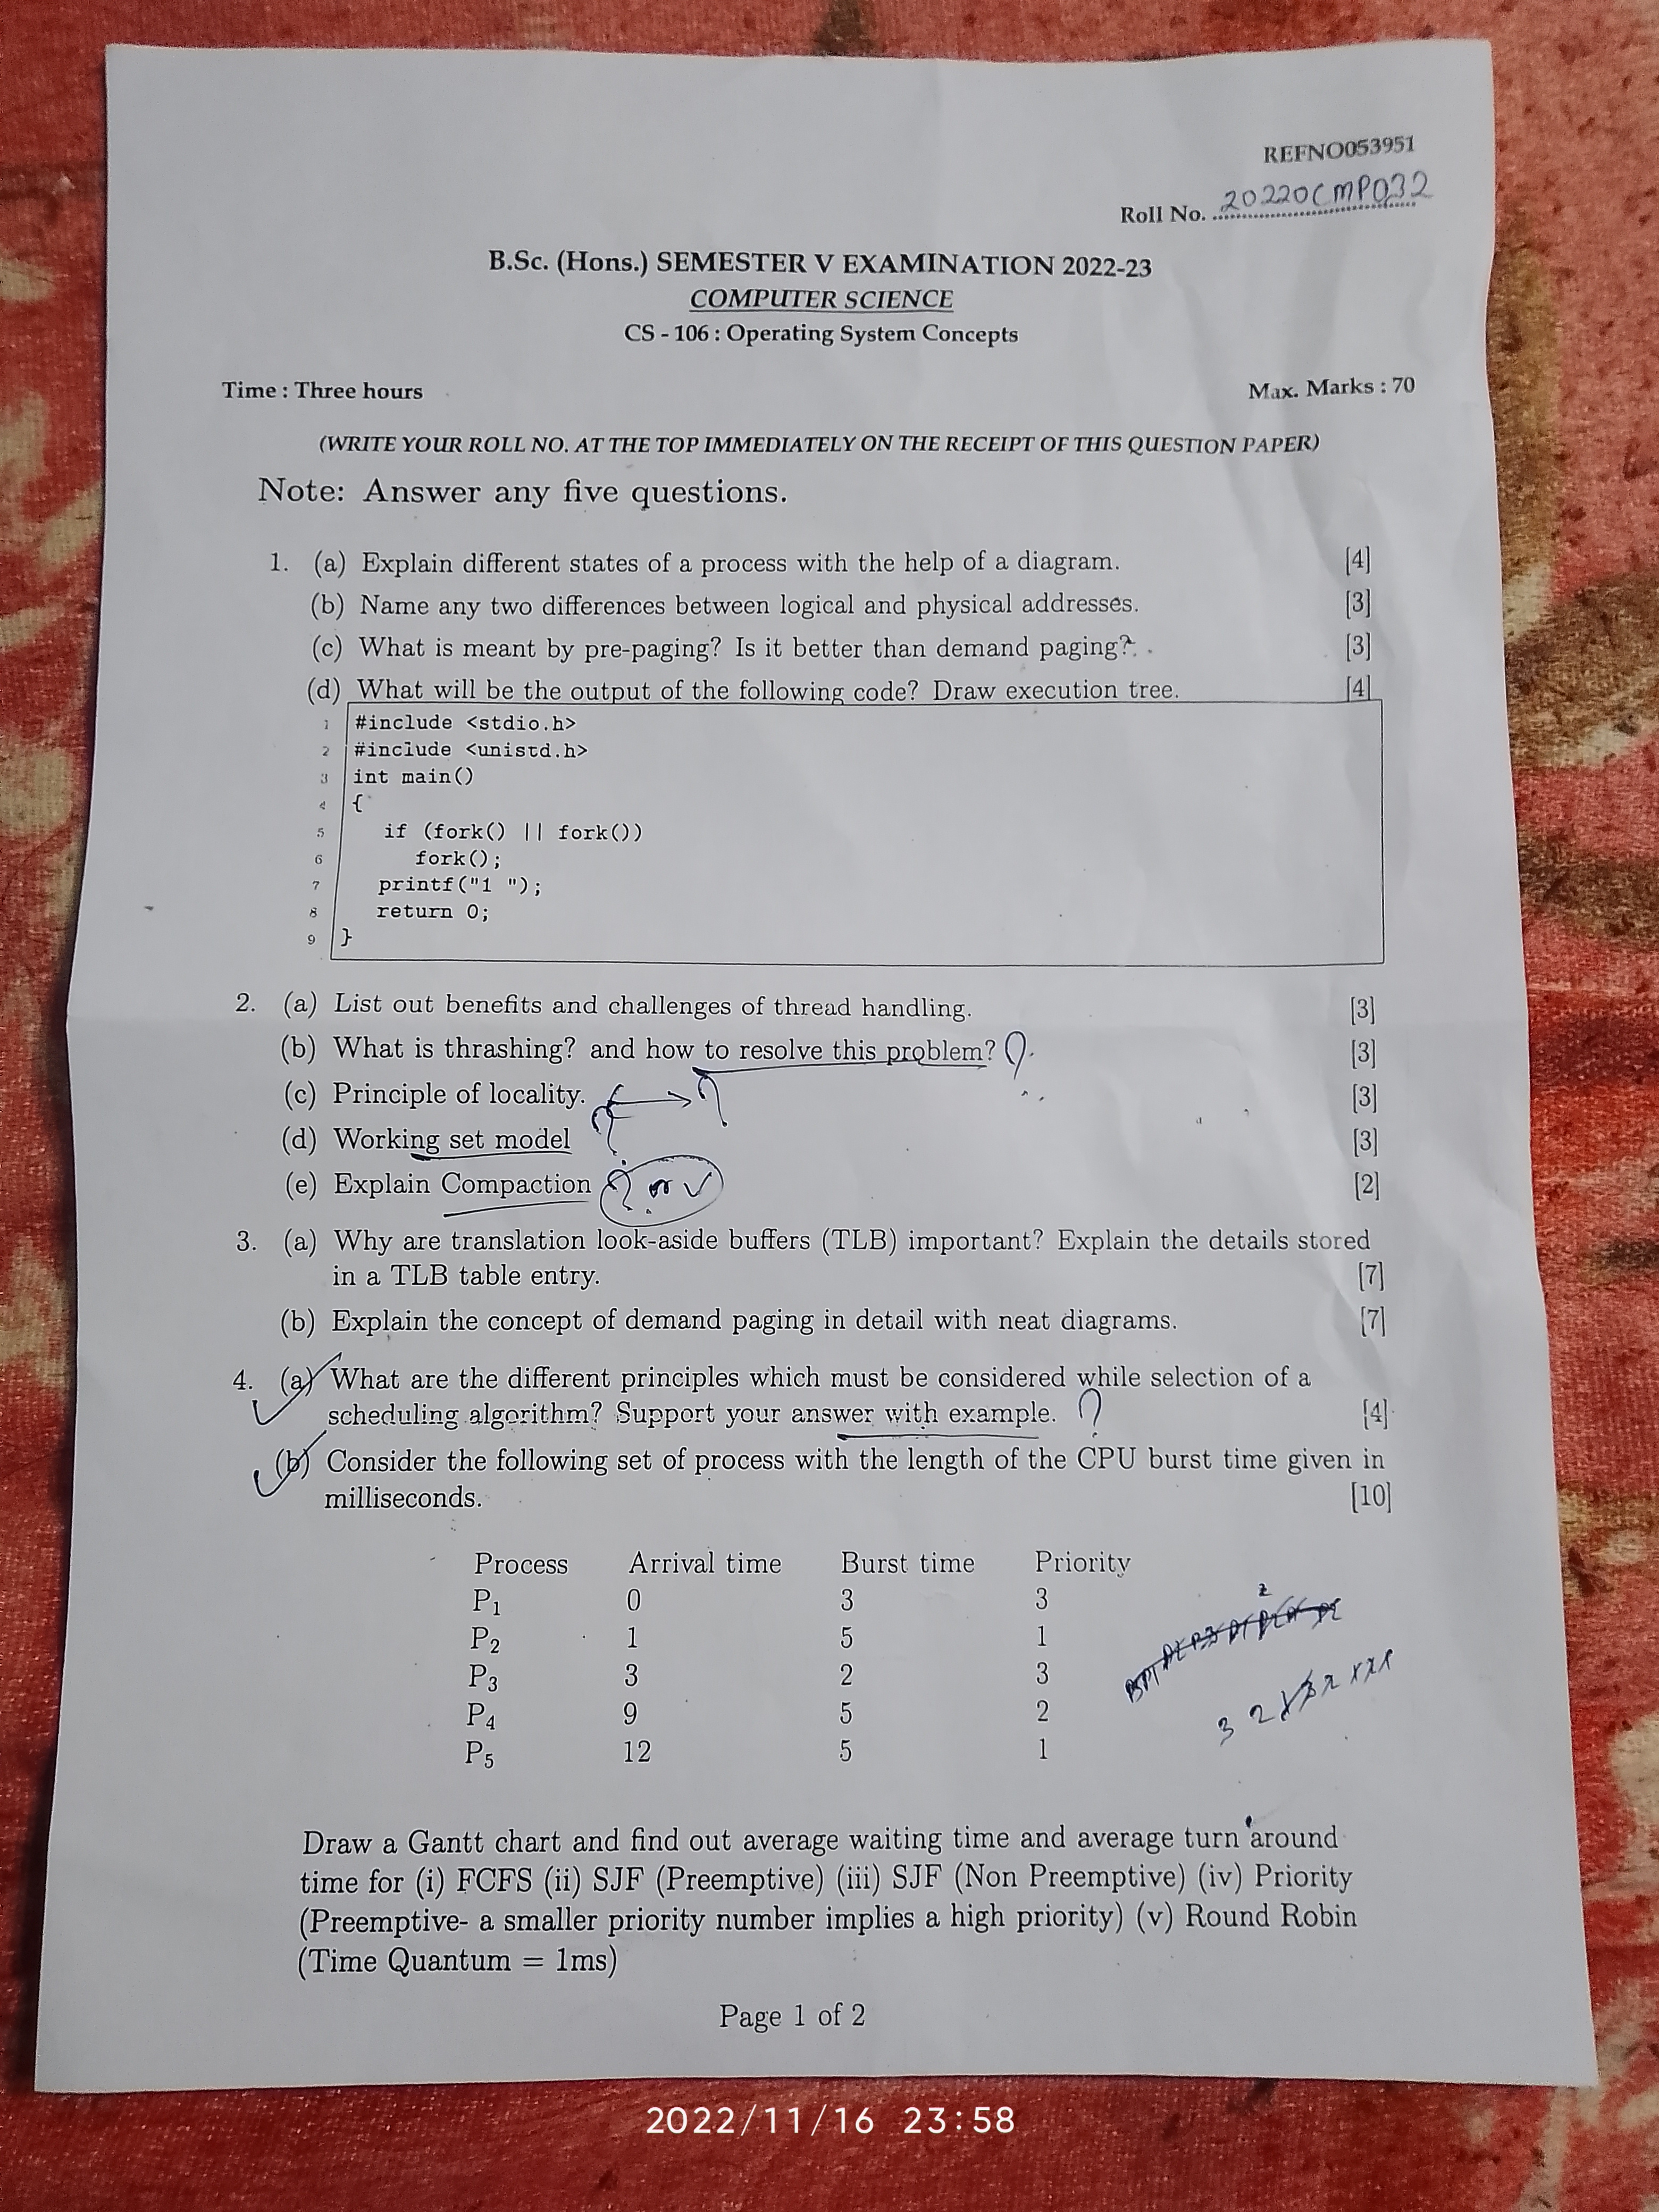 REFNO053951
Roll No. 20220CMP032
B.Sc. (Hons.) SEMESTER V EXAMINATION 2022-23
COMPUTER SCIENCE
CS - 106 : Operating System Concepts
Time : Three hours Max. Marks : 70
(WRITE YOUR ROLL NO. AT THE TOP IMMEDIATELY ON THE RECEIPT OF THIS QUESTION PAPER)
Note: Answer any five questions.
1. (a) Explain different states of a process with the help of a diagram. [4]
(b) Name any two differences between logical and physical addresses. [3]
(c) What is meant by pre-paging? Is it better than demand paging? [3]
(d) What will be the output of the following code? Draw execution tree. [4]
1 #include <stdio.h>
2 #include <unistd.h>
3 int main()
4 {
5 if (fork() || fork())
6 fork();
7 printf("1 ");
8 return 0;
9 }
2. (a) List out benefits and challenges of thread handling. [3]
(b) What is thrashing? and how to resolve this problem? ? [3]
(c) Principle of locality. [3]
(d) Working set model [3]
(e) Explain Compaction ? or ✓ [2]
3. (a) Why are translation look-aside buffers (TLB) important? Explain the details stored
in a TLB table entry. [7]
(b) Explain the concept of demand paging in detail with neat diagrams. [7]
4. (a) What are the different principles which must be considered while selection of a
scheduling algorithm? Support your answer with example. ? [4]
(b) Consider the following set of process with the length of the CPU burst time given in
milliseconds. [10]
Process Arrival time Burst time Priority
P1 0 3 3
P2 1 5 1
P3 3 2 3
P4 9 5 2
P5 12 5 1
Draw a Gantt chart and find out average waiting time and average turn around
time for (i) FCFS (ii) SJF (Preemptive) (iii) SJF (Non Preemptive) (iv) Priority
(Preemptive- a smaller priority number implies a high priority) (v) Round Robin
(Time Quantum = 1ms)
Page 1 of 2
2022/11/16 23:58